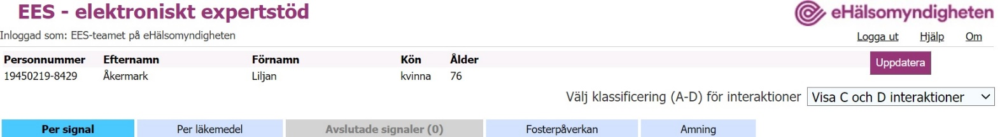 EES - elektroniskt expertstöd
eHälsomyndigheten
Inloggad som: EES-teamet på eHälsomyndigheten
Logga ut Hjälp Om
Personnummer Efternamn Förnamn Kön Ålder
Uppdatera
19450219-8429 Åkermark Liljan kvinna 76
Välj klassificering (A-D) för interaktioner Visa C och D interaktioner
Per signal Per läkemedel Avslutade signaler (0) Fosterpåverkan Amning